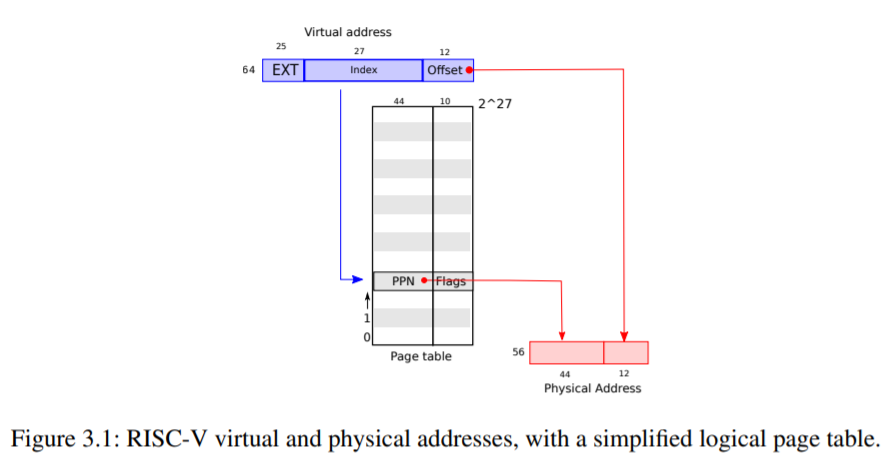 Virtual address
25 27 12
64 EXT Index Offset
44 10 2^27
PPN Flags
1
0
Page table
56
44 12
Physical Address
Figure 3.1: RISC-V virtual and physical addresses, with a simplified logical page table.